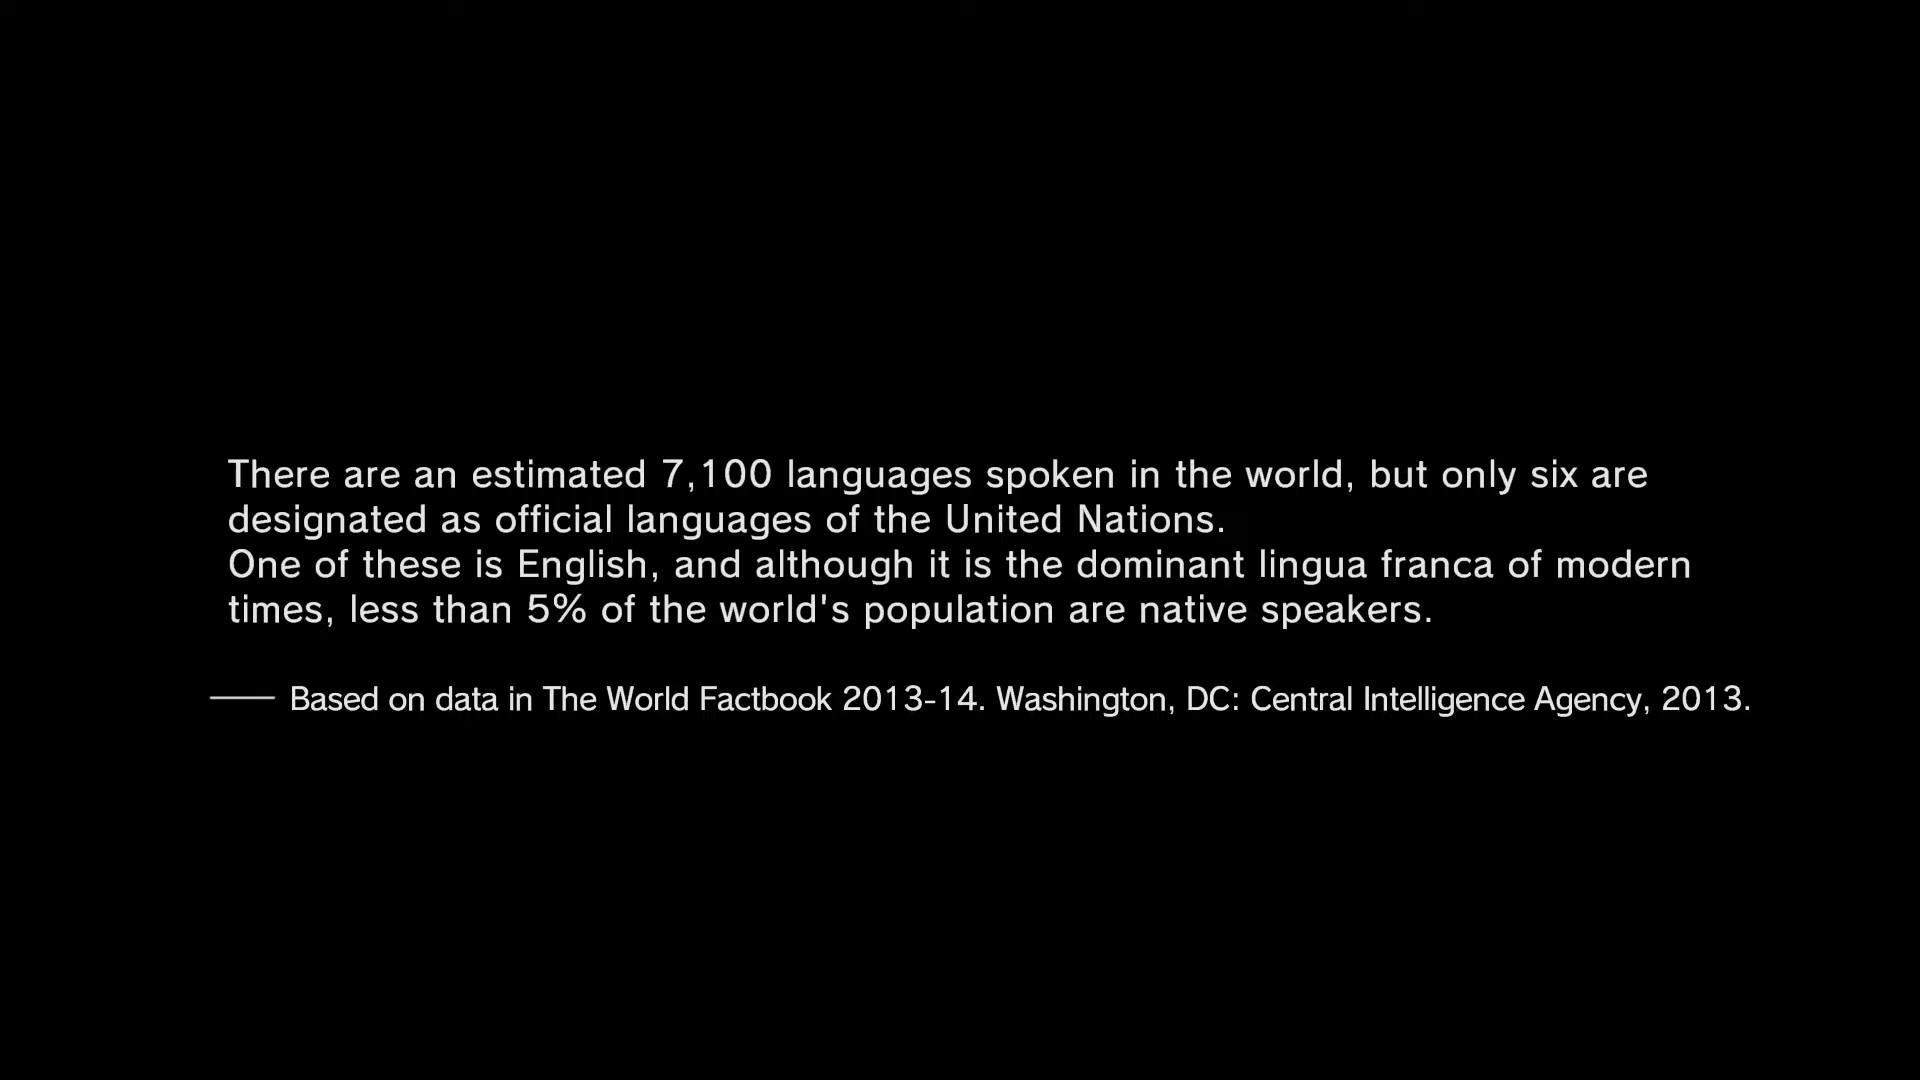 There are an estimated 7,100 languages spoken in the world, but only six are
designated as official languages of the United Nations.
One of these is English, and although it is the dominant lingua franca of modern
times, less than 5% of the world's population are native speakers.
—— Based on data in The World Factbook 2013-14. Washington, DC: Central Intelligence Agency, 2013.